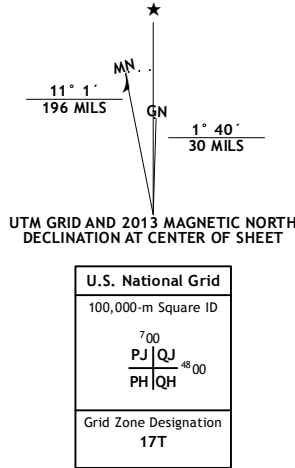 ★
MN
11° 1´
196 MILS
GN
1° 40´
30 MILS
UTM GRID AND 2013 MAGNETIC NORTH
DECLINATION AT CENTER OF SHEET
U.S. National Grid
100,000-m Square ID
⁷00
PJ QJ
⁴⁸00
PH QH
Grid Zone Designation
17T